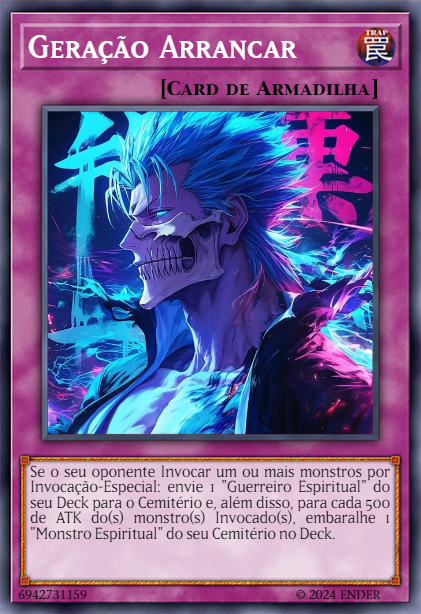 Geração Arrancar
TRAP
罠
[Card de Armadilha]
Se o seu oponente Invocar um ou mais monstros por
Invocação-Especial: envie 1 "Guerreiro Espiritual" do
seu Deck para o Cemitério e, além disso, para cada 500
de ATK do(s) monstro(s) Invocado(s), embaralhe 1
"Monstro Espiritual" do seu Cemitério no Deck.
6942731159
© 2024 ENDER